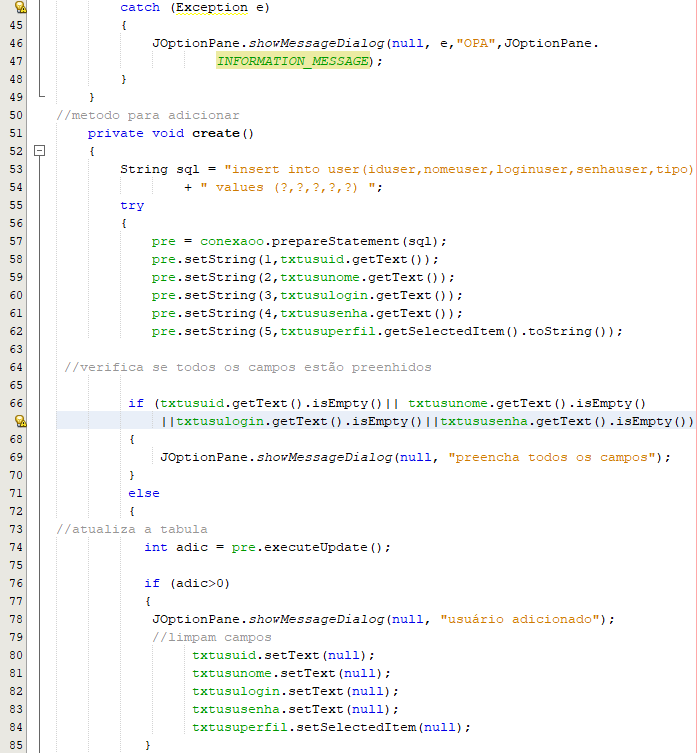 catch (Exception e)
45 {
46 JOptionPane.showMessageDialog(null, e,"OPA",JOptionPane.
47 INFORMATION_MESSAGE);
48 }
49 }
50 //metodo para adicionar
51 private void create()
52 {
53 String sql = "insert into user(iduser,nomeuser,loginuser,senhauser,tipo)
54 + " values (?,?,?,?,?) ";
55 try
56 {
57 pre = conexaoo.prepareStatement(sql);
58 pre.setString(1,txtusuid.getText());
59 pre.setString(2,txtusunome.getText());
60 pre.setString(3,txtusulogin.getText());
61 pre.setString(4,txtususenha.getText());
62 pre.setString(5,txtusuperfil.getSelectedItem().toString());
63
64 //verifica se todos os campos estão preenhidos
65
66 if (txtusuid.getText().isEmpty()|| txtusunome.getText().isEmpty()
||txtusulogin.getText().isEmpty()||txtususenha.getText().isEmpty())
68 {
69 JOptionPane.showMessageDialog(null, "preencha todos os campos");
70 }
71 else
72 {
73 //atualiza a tabula
74 int adic = pre.executeUpdate();
75
76 if (adic>0)
77 {
78 JOptionPane.showMessageDialog(null, "usuário adicionado");
79 //limpam campos
80 txtusuid.setText(null);
81 txtusunome.setText(null);
82 txtusulogin.setText(null);
83 txtususenha.setText(null);
84 txtusuperfil.setSelectedItem(null);
85 }